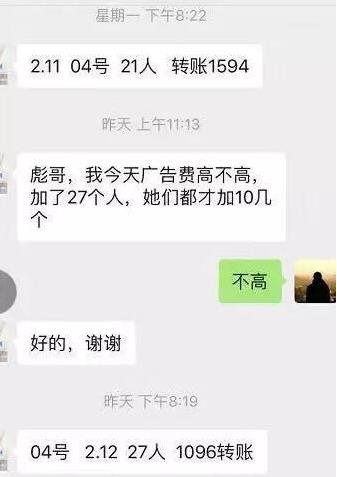 星期一 下午8:22
2.11 04号 21人 转账1594
昨天 上午11:13
彪哥，我今天广告费高不高，
加了27个人，她们都才加10几
个
不高
好的，谢谢
昨天 下午8:19
04号 2.12 27人 1096转账